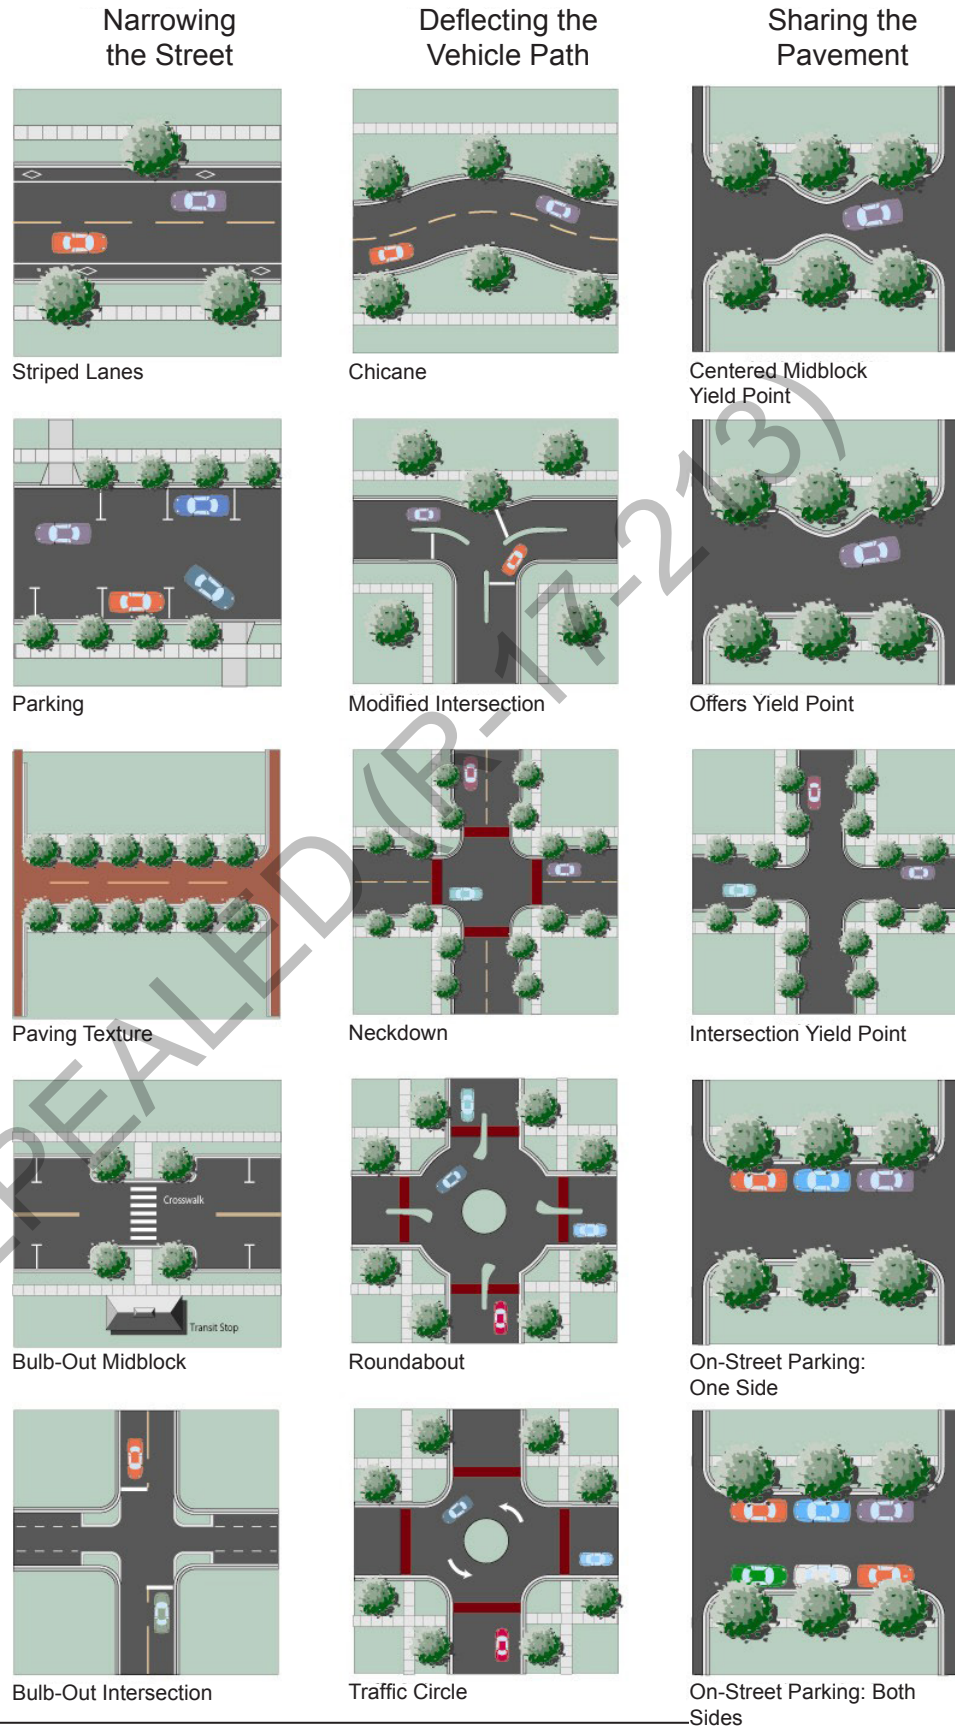 Narrowing
the Street
Deflecting the
Vehicle Path
Sharing the
Pavement
Striped Lanes
Chicane
Centered Midblock
Yield Point
Parking
Modified Intersection
Offers Yield Point
Paving Texture
Neckdown
Intersection Yield Point
Crosswalk
Transit Stop
Bulb-Out Midblock
Roundabout
On-Street Parking:
One Side
Bulb-Out Intersection
Traffic Circle
On-Street Parking: Both
Sides
EPEALED (R-17-213)